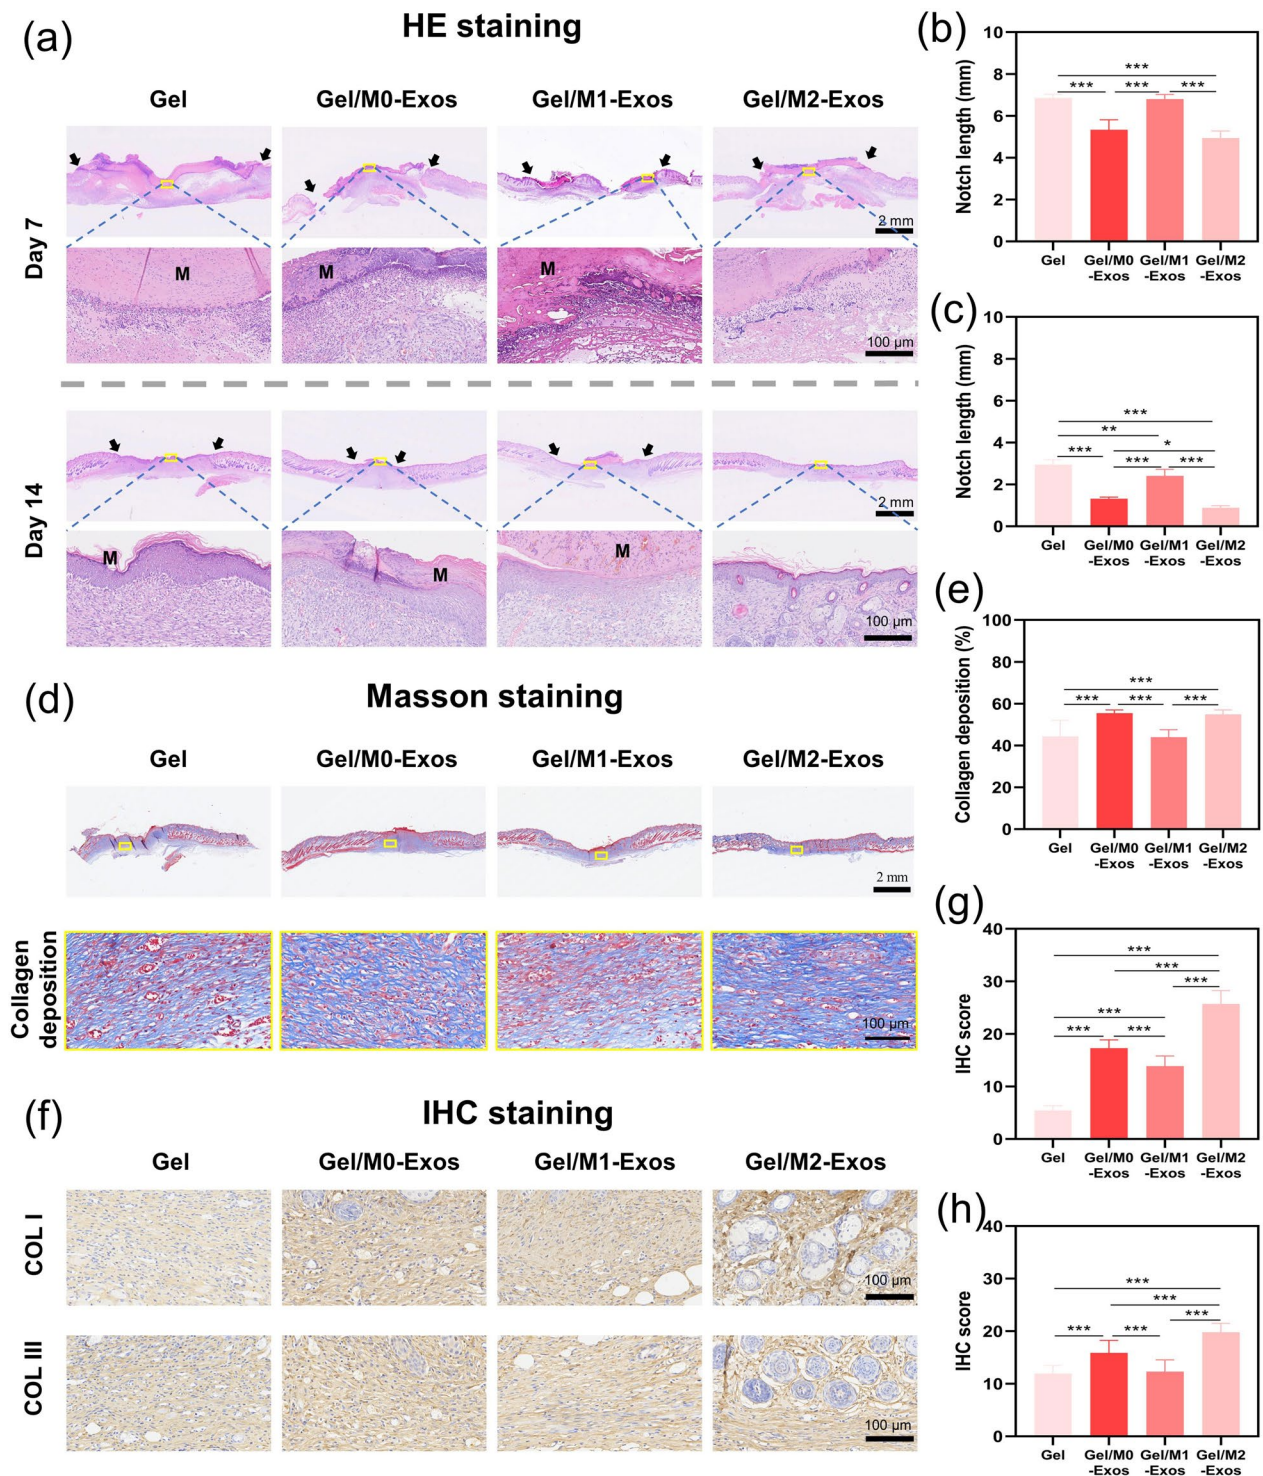 (a)
HE staining
Gel
Gel/M0-Exos
Gel/M1-Exos
Gel/M2-Exos
Day 7
2 mm
M
M
M
100 μm
Day 14
2 mm
M
M
M
100 μm
(b)
Notch length (mm)
10
8
6
4
2
0
***
*** *** ***
Gel
Gel/M0 -Exos
Gel/M1 -Exos
Gel/M2 -Exos
(c)
Notch length (mm)
10
8
6
4
2
0
***
**
*
*** *** ***
Gel
Gel/M0 -Exos
Gel/M1 -Exos
Gel/M2 -Exos
(d)
Masson staining
Gel
Gel/M0-Exos
Gel/M1-Exos
Gel/M2-Exos
2 mm
Collagen
deposition
100 μm
(e)
Collagen deposition (%)
100
80
60
40
20
0
***
*** *** ***
Gel
Gel/M0 -Exos
Gel/M1 -Exos
Gel/M2 -Exos
(f)
IHC staining
Gel
Gel/M0-Exos
Gel/M1-Exos
Gel/M2-Exos
COL I
100 μm
COL III
100 μm
(g)
IHC score
40
30
20
10
0
***
***
***
***
*** ***
Gel
Gel/M0 -Exos
Gel/M1 -Exos
Gel/M2 -Exos
(h)
IHC score
40
30
20
10
0
***
***
***
*** ***
Gel
Gel/M0 -Exos
Gel/M1 -Exos
Gel/M2 -Exos